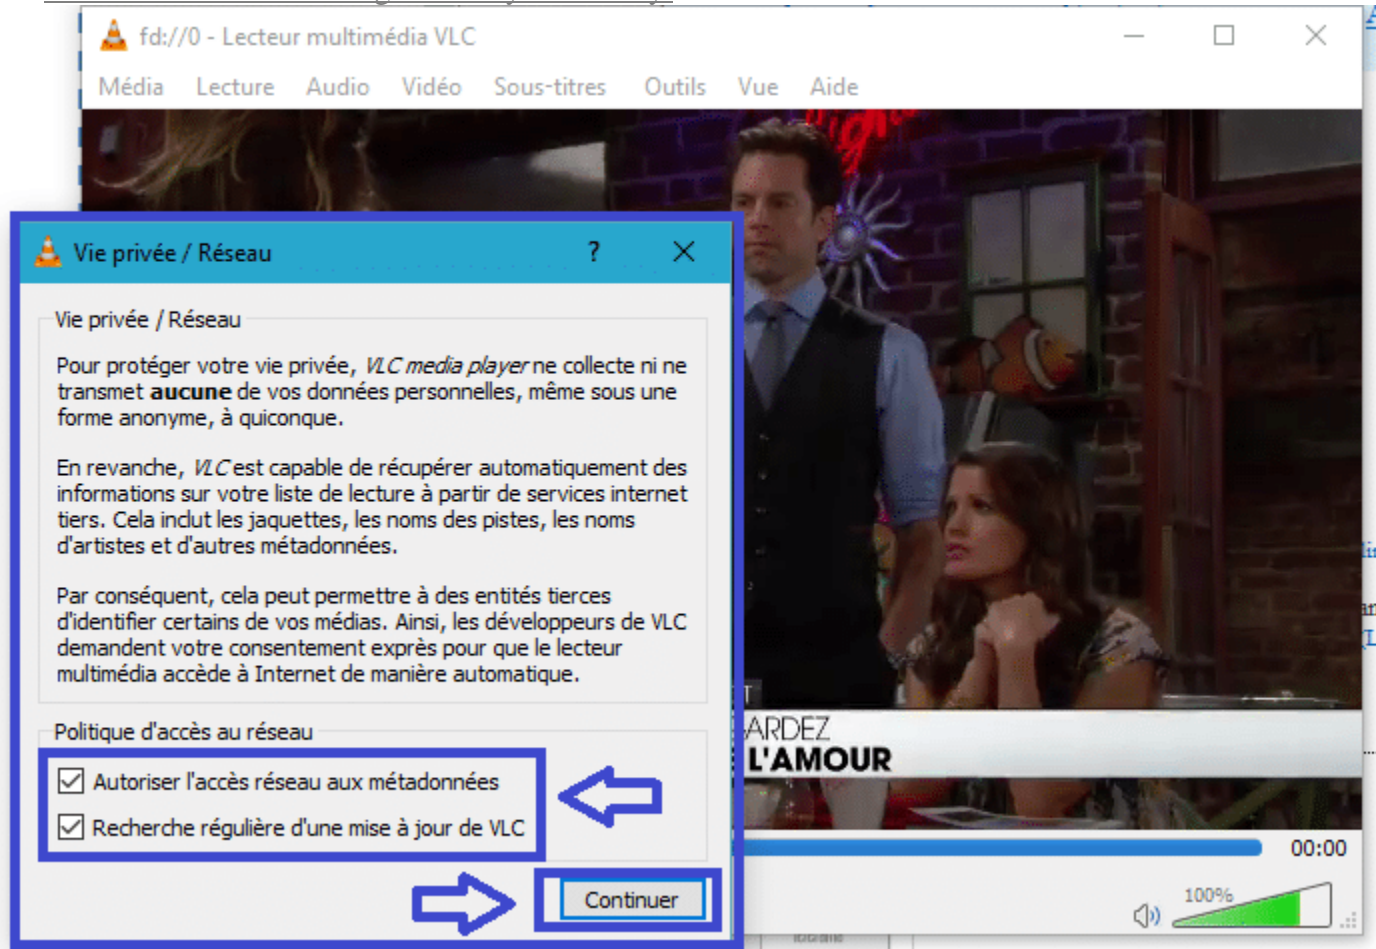 fd://0 - Lecteur multimédia VLC
Média Lecture Audio Vidéo Sous-titres Outils Vue Aide
Vie privée / Réseau ?
Vie privée / Réseau
Pour protéger votre vie privée, VLC media player ne collecte ni ne
transmet aucune de vos données personnelles, même sous une
forme anonyme, à quiconque.
En revanche, VLC est capable de récupérer automatiquement des
informations sur votre liste de lecture à partir de services internet
tiers. Cela inclut les jaquettes, les noms des pistes, les noms
d'artistes et d'autres métadonnées.
Par conséquent, cela peut permettre à des entités tierces
d'identifier certains de vos médias. Ainsi, les développeurs de VLC
demandent votre consentement exprès pour que le lecteur
multimédia accède à Internet de manière automatique.
Politique d'accès au réseau
Autoriser l'accès réseau aux métadonnées
Recherche régulière d'une mise à jour de VLC
Continuer
ARDEZ
L'AMOUR
00:00
100%